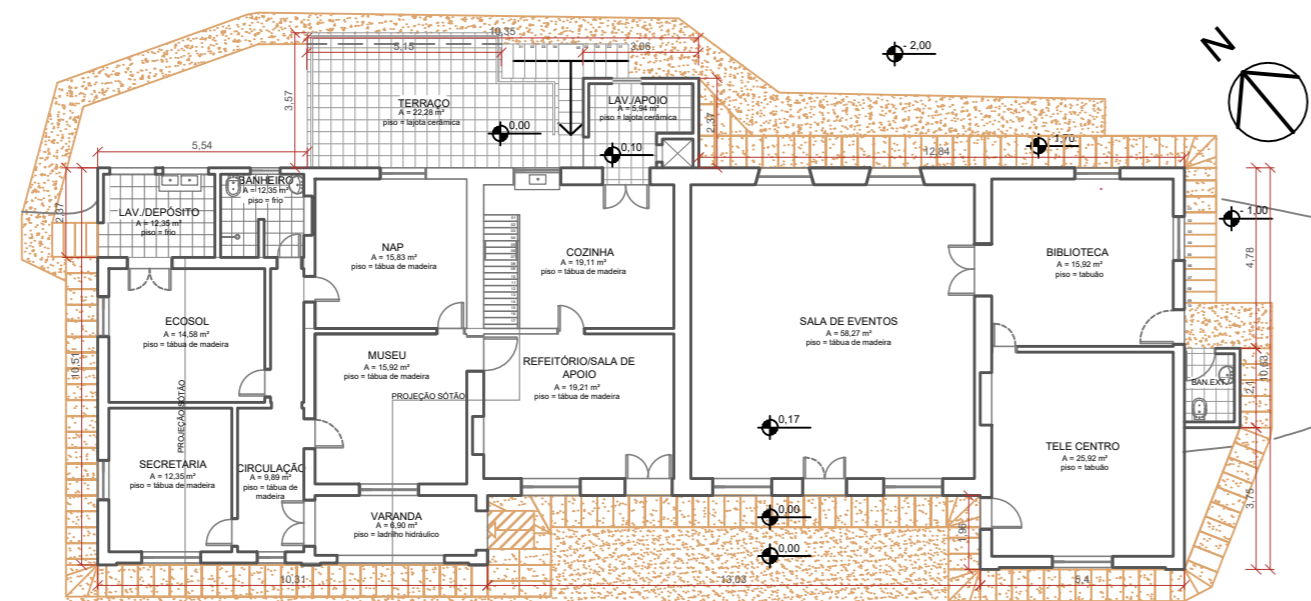 10,35
5,15
3,06
- 2,00
N
3,57
TERRAÇO
A = 22,28 m²
piso = lajota cerâmica
0,00
LAV./APOIO
A = 5,94 m²
piso = lajota cerâmica
2,37
0,10
- 1,70
12,84
5,54
2,37
LAV./DEPÓSITO
A = 12,35 m²
piso = frio
BANHEIRO
A = 12,35 m²
piso = frio
NAP
A = 15,83 m²
piso = tábua de madeira
COZINHA
A = 19,11 m²
piso = tábua de madeira
BIBLIOTECA
A = 15,92 m²
piso = tabuão
- 1,00
4,78
ECOSOL
A = 14,58 m²
piso = tábua de madeira
SALA DE EVENTOS
A = 58,27 m²
piso = tábua de madeira
MUSEU
A = 15,92 m²
piso = tábua de madeira
REFEITÓRIO/SALA DE
APOIO
A = 19,21 m²
piso = tábua de madeira
10,51
PROJEÇÃO SÓTÃO
PROJEÇÃO SÓTÃO
BAN.EXT.
2,1
10,63
0,17
TELE CENTRO
A = 25,92 m²
piso = tabuão
SECRETARIA
A = 12,35 m²
piso = tábua de madeira
CIRCULAÇÃO
A = 9,89 m²
piso = tábua de
madeira
VARANDA
A = 6,90 m²
piso = ladrilho hidráulico
0,00
1,96
3,75
0,00
10,31
13,03
5,4